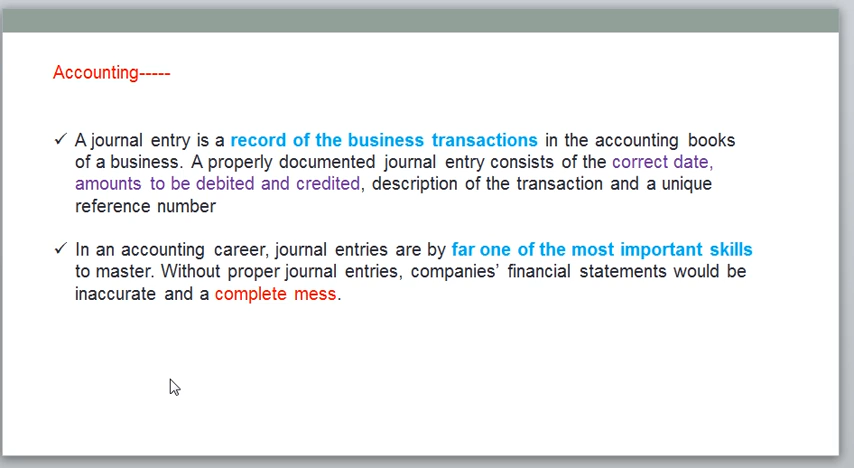 Accounting-----
✓ A journal entry is a record of the business transactions in the accounting books
of a business. A properly documented journal entry consists of the correct date,
amounts to be debited and credited, description of the transaction and a unique
reference number
✓ In an accounting career, journal entries are by far one of the most important skills
to master. Without proper journal entries, companies’ financial statements would be
inaccurate and a complete mess.